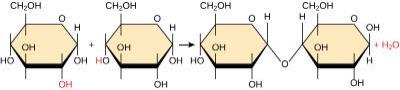 CH₂OH CH₂OH CH₂OH CH₂OH
O O O H H O OH
H H
OH + OH OH OH + H₂O
HO OH HO OH HO H
O
OH OH OH OH